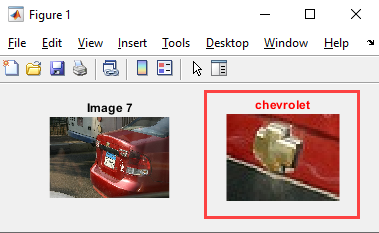 Figure 1
File Edit View Insert Tools Desktop Window Help
Image 7
chevrolet